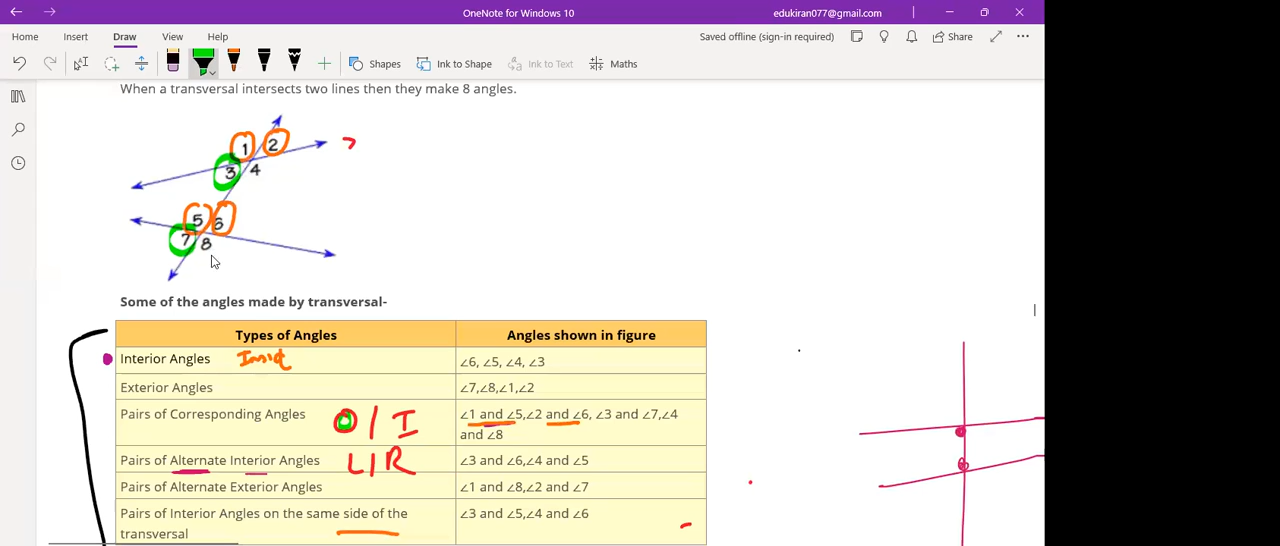 OneNote for Windows 10
edukiran077@gmail.com
Home Insert Draw View Help
Saved offline (sign-in required)
Share
Shapes
Ink to Shape
Ink to Text
Maths
When a transversal intersects two lines then they make 8 angles.
1 2
3 4
5 6
7 8
Some of the angles made by transversal-
Types of Angles Angles shown in figure
Interior Angles Insid ∠6, ∠5, ∠4, ∠3
Exterior Angles ∠7,∠8,∠1,∠2
Pairs of Corresponding Angles O/I ∠1 and ∠5,∠2 and ∠6, ∠3 and ∠7,∠4
and ∠8
Pairs of Alternate Interior Angles L/R ∠3 and ∠6,∠4 and ∠5
Pairs of Alternate Exterior Angles ∠1 and ∠8,∠2 and ∠7
Pairs of Interior Angles on the same side of the ∠3 and ∠5,∠4 and ∠6
transversal